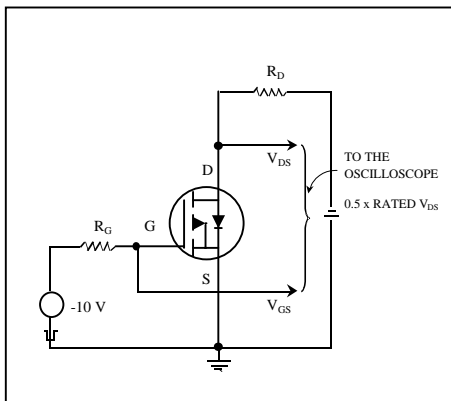 R_D
D
V_DS
TO THE
OSCILLOSCOPE
0.5 x RATED V_DS
R_G
G
S
-10 V
V_GS